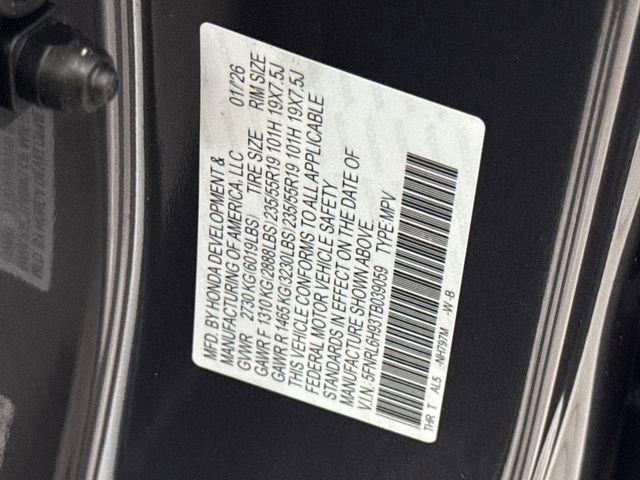 MFD. BY HONDA DEVELOPMENT &
MANUFACTURING OF AMERICA, LLC 01/26
GVWR 2730 KG(6019LBS) TIRE SIZE RIM SIZE
GAWR F 1310 KG(2888LBS) 235/55R19 101H 19X7.5J
GAWR R 1465 KG(3230LBS) 235/55R19 101H 19X7.5J
THIS VEHICLE CONFORMS TO ALL APPLICABLE
FEDERAL MOTOR VEHICLE SAFETY
STANDARDS IN EFFECT ON THE DATE OF
MANUFACTURE SHOWN ABOVE.
V.I.N.:5FNRL6H93TB039059 TYPE:MPV
THR. T AL5 -NH797M -W -B